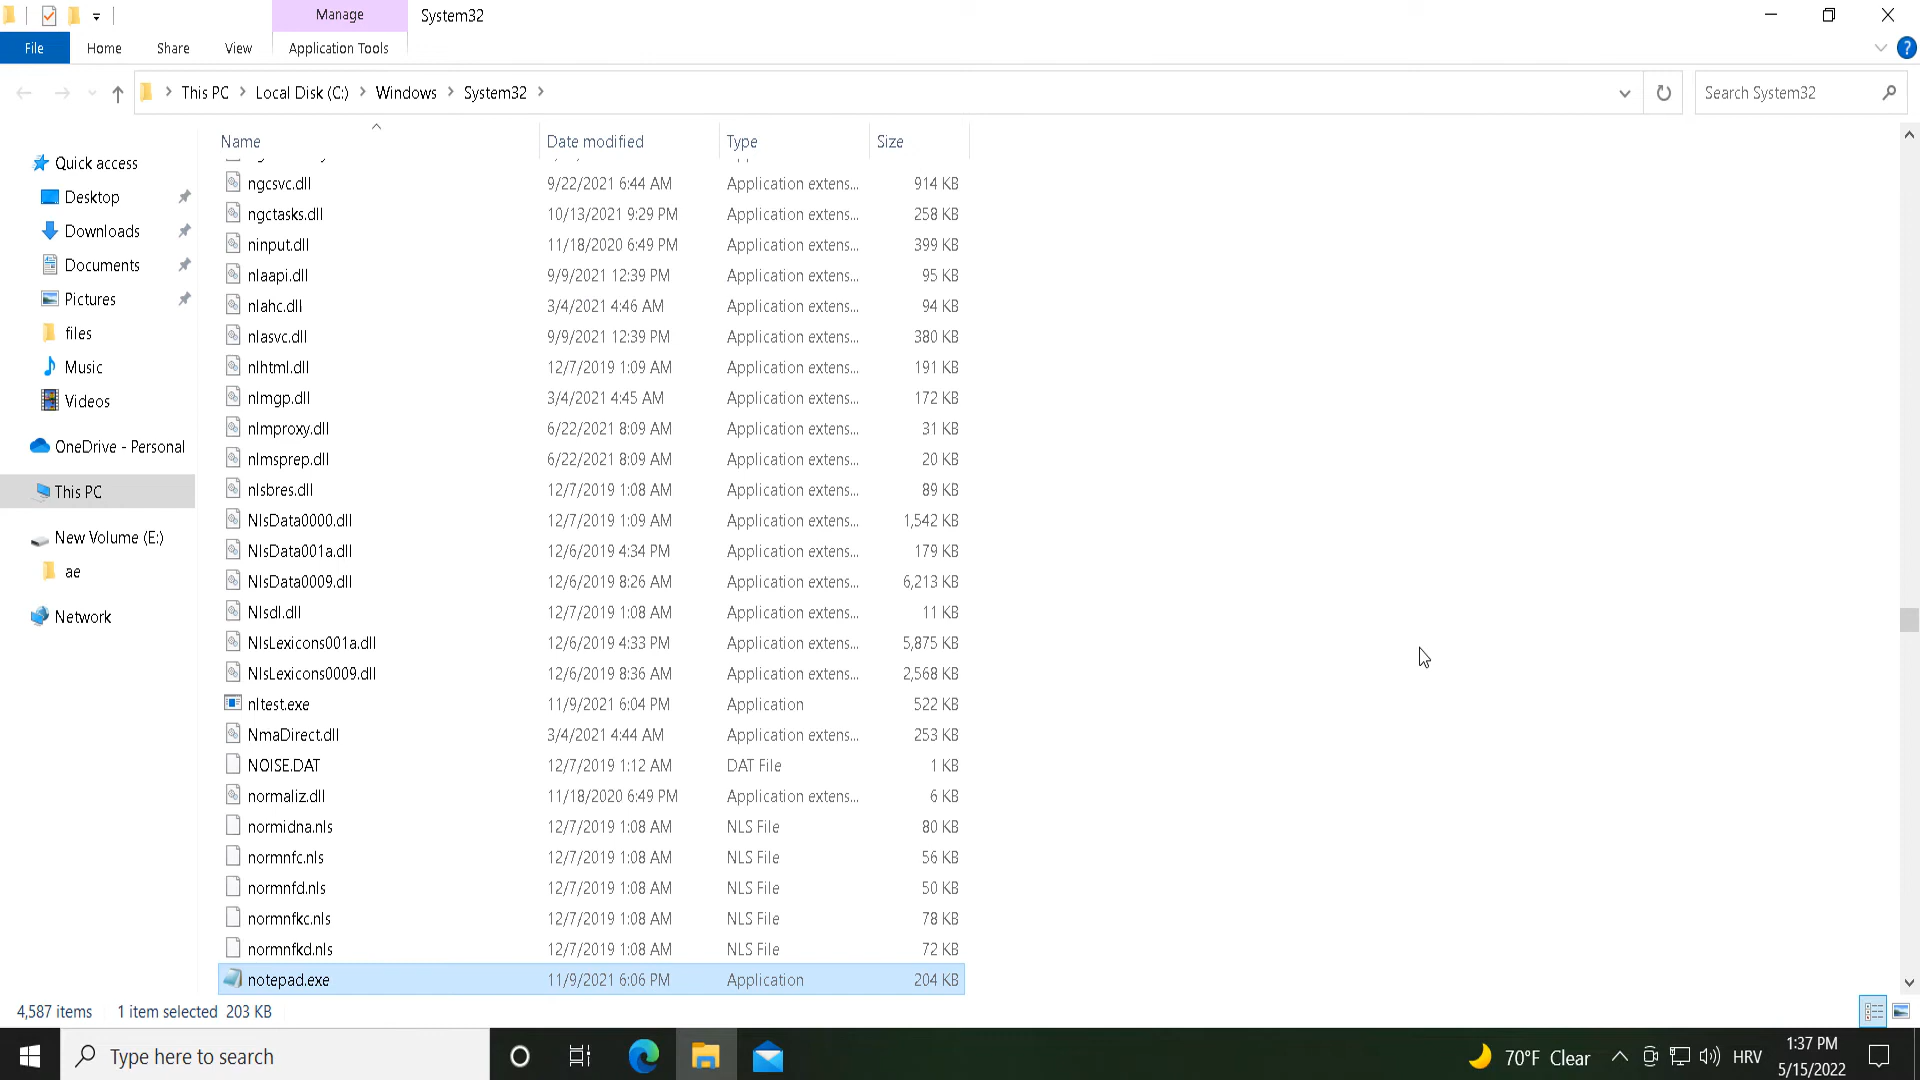 Manage
System32
File
Home
Share
View
Application Tools
This PC
Local Disk (C:)
Windows
System32
Search System32
Name
Date modified
Type
Size
Quick access
Desktop
Downloads
Documents
Pictures
files
Music
Videos
OneDrive - Personal
This PC
New Volume (E:)
ae
Network
ngcsvc.dll 9/22/2021 6:44 AM Application extens... 914 KB
ngctasks.dll 10/13/2021 9:29 PM Application extens... 258 KB
ninput.dll 11/18/2020 6:49 PM Application extens... 399 KB
nlaapi.dll 9/9/2021 12:39 PM Application extens... 95 KB
nlahc.dll 3/4/2021 4:46 AM Application extens... 94 KB
nlasvc.dll 9/9/2021 12:39 PM Application extens... 380 KB
nlhtml.dll 12/7/2019 1:09 AM Application extens... 191 KB
nlmgp.dll 3/4/2021 4:45 AM Application extens... 172 KB
nlmproxy.dll 6/22/2021 8:09 AM Application extens... 31 KB
nlmsprep.dll 6/22/2021 8:09 AM Application extens... 20 KB
nlsbres.dll 12/7/2019 1:08 AM Application extens... 89 KB
NlsData0000.dll 12/7/2019 1:09 AM Application extens... 1,542 KB
NlsData001a.dll 12/6/2019 4:34 PM Application extens... 179 KB
NlsData0009.dll 12/6/2019 8:26 AM Application extens... 6,213 KB
Nlsdl.dll 12/7/2019 1:08 AM Application extens... 11 KB
NlsLexicons001a.dll 12/6/2019 4:33 PM Application extens... 5,875 KB
NlsLexicons0009.dll 12/6/2019 8:36 AM Application extens... 2,568 KB
nltest.exe 11/9/2021 6:04 PM Application 522 KB
NmaDirect.dll 3/4/2021 4:44 AM Application extens... 253 KB
NOISE.DAT 12/7/2019 1:12 AM DAT File 1 KB
normaliz.dll 11/18/2020 6:49 PM Application extens... 6 KB
normidna.nls 12/7/2019 1:08 AM NLS File 80 KB
normnfc.nls 12/7/2019 1:08 AM NLS File 56 KB
normnfd.nls 12/7/2019 1:08 AM NLS File 50 KB
normnfkc.nls 12/7/2019 1:08 AM NLS File 78 KB
normnfkd.nls 12/7/2019 1:08 AM NLS File 72 KB
notepad.exe 11/9/2021 6:06 PM Application 204 KB
4,587 items 1 item selected 203 KB
Type here to search
70°F Clear
HRV
1:37 PM
5/15/2022